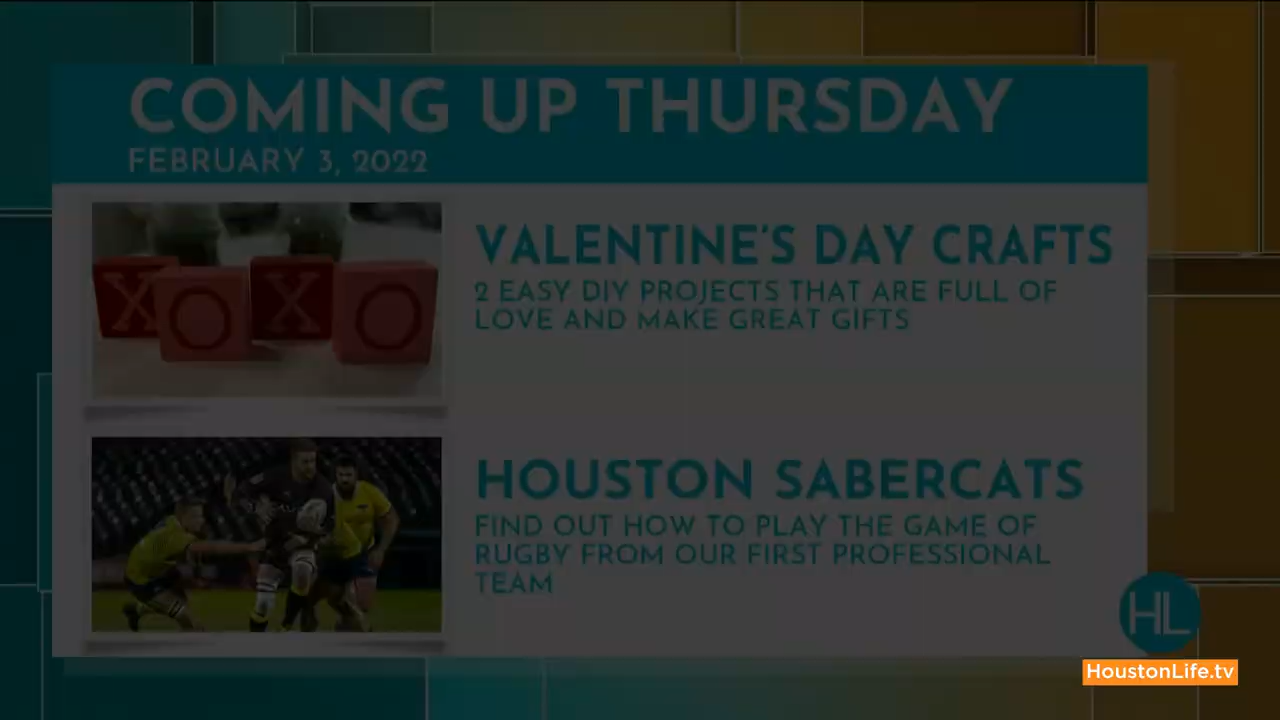 COMING UP THURSDAY
FEBRUARY 3, 2022
XOXO
VALENTINE'S DAY CRAFTS
2 EASY DIY PROJECTS THAT ARE FULL OF
LOVE AND MAKE GREAT GIFTS
HOUSTON SABERCATS
FIND OUT HOW TO PLAY THE GAME OF
RUGBY FROM OUR FIRST PROFESSIONAL
TEAM
HL
HoustonLife.tv